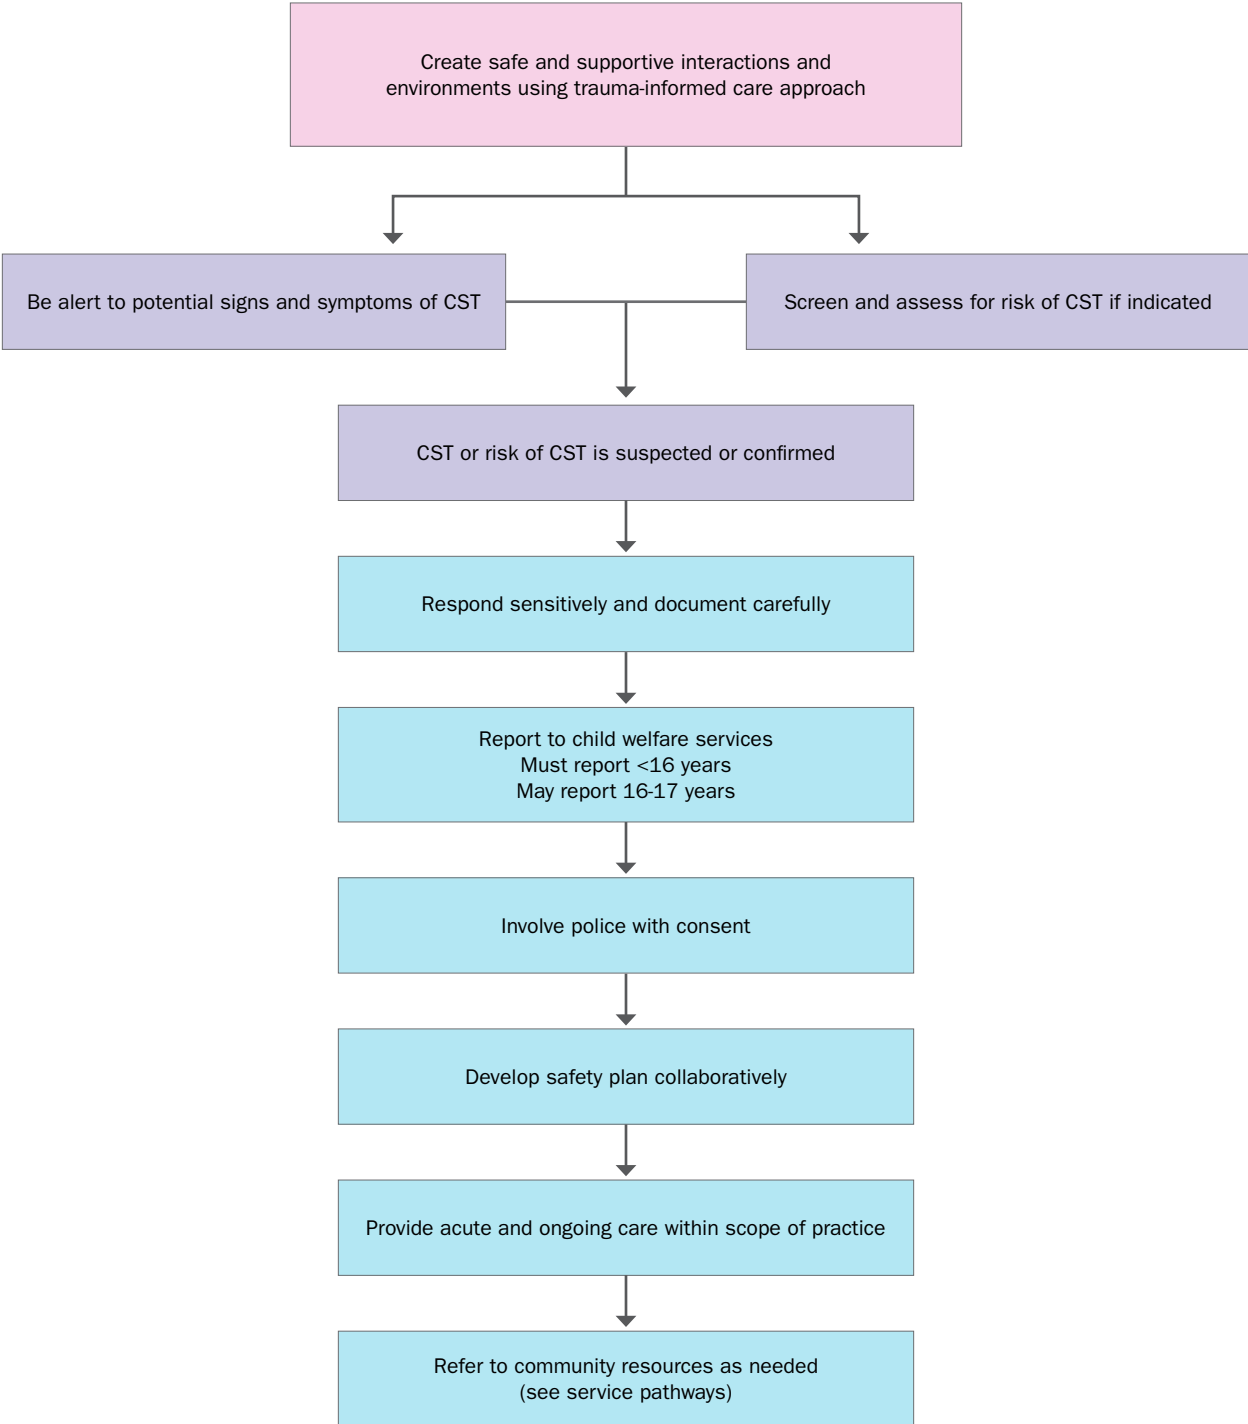 Create safe and supportive interactions and
environments using trauma-informed care approach
Be alert to potential signs and symptoms of CST
Screen and assess for risk of CST if indicated
CST or risk of CST is suspected or confirmed
Respond sensitively and document carefully
Report to child welfare services
Must report <16 years
May report 16-17 years
Involve police with consent
Develop safety plan collaboratively
Provide acute and ongoing care within scope of practice
Refer to community resources as needed
(see service pathways)